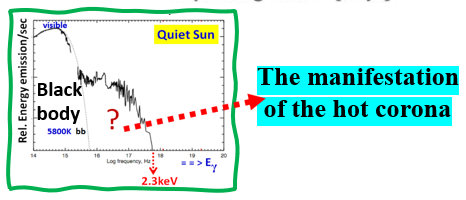 visible
Quiet Sun
Rel. Energy emission/sec
Black
body
?
5800K bb
14 15 16 17 18 19 20
Log frequency, Hz
= = > Eγ
2.3keV
The manifestation
of the hot corona